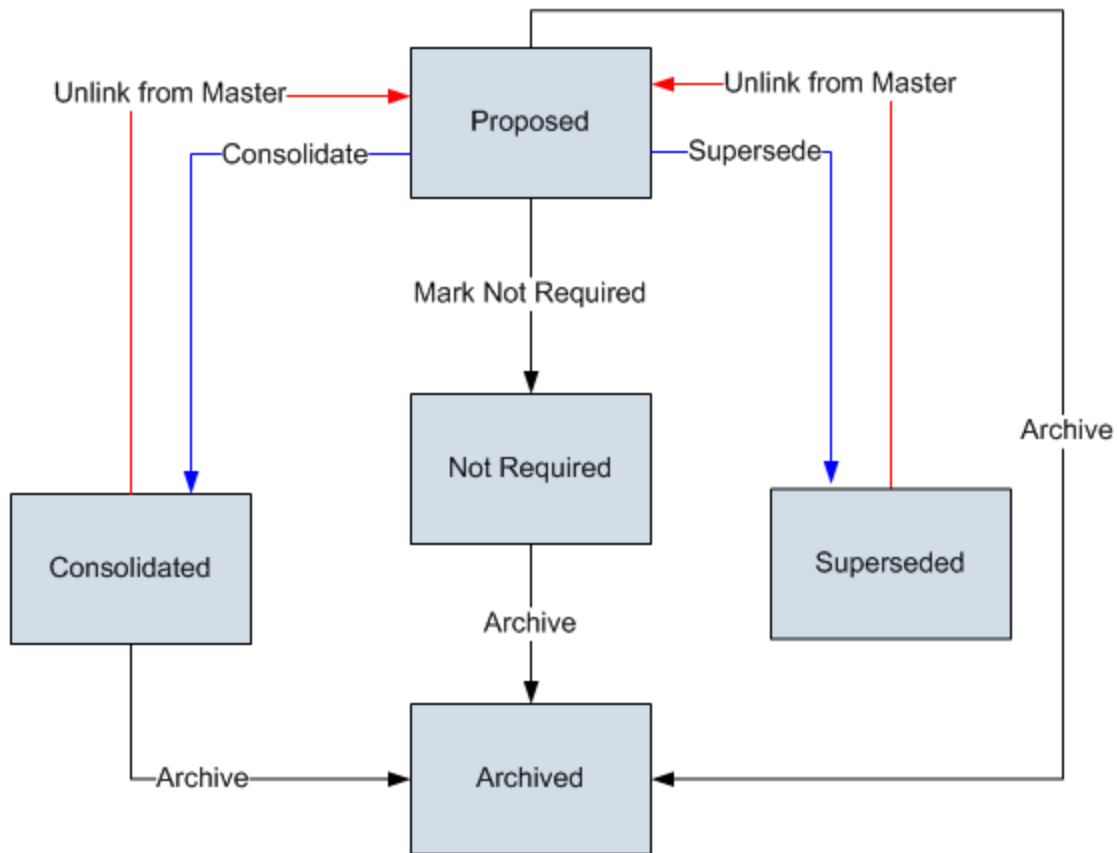 Unlink from Master
Unlink from Master
Proposed
Consolidate
Supersede
Mark Not Required
Archive
Not Required
Consolidated
Superseded
Archive
Archive
Archived